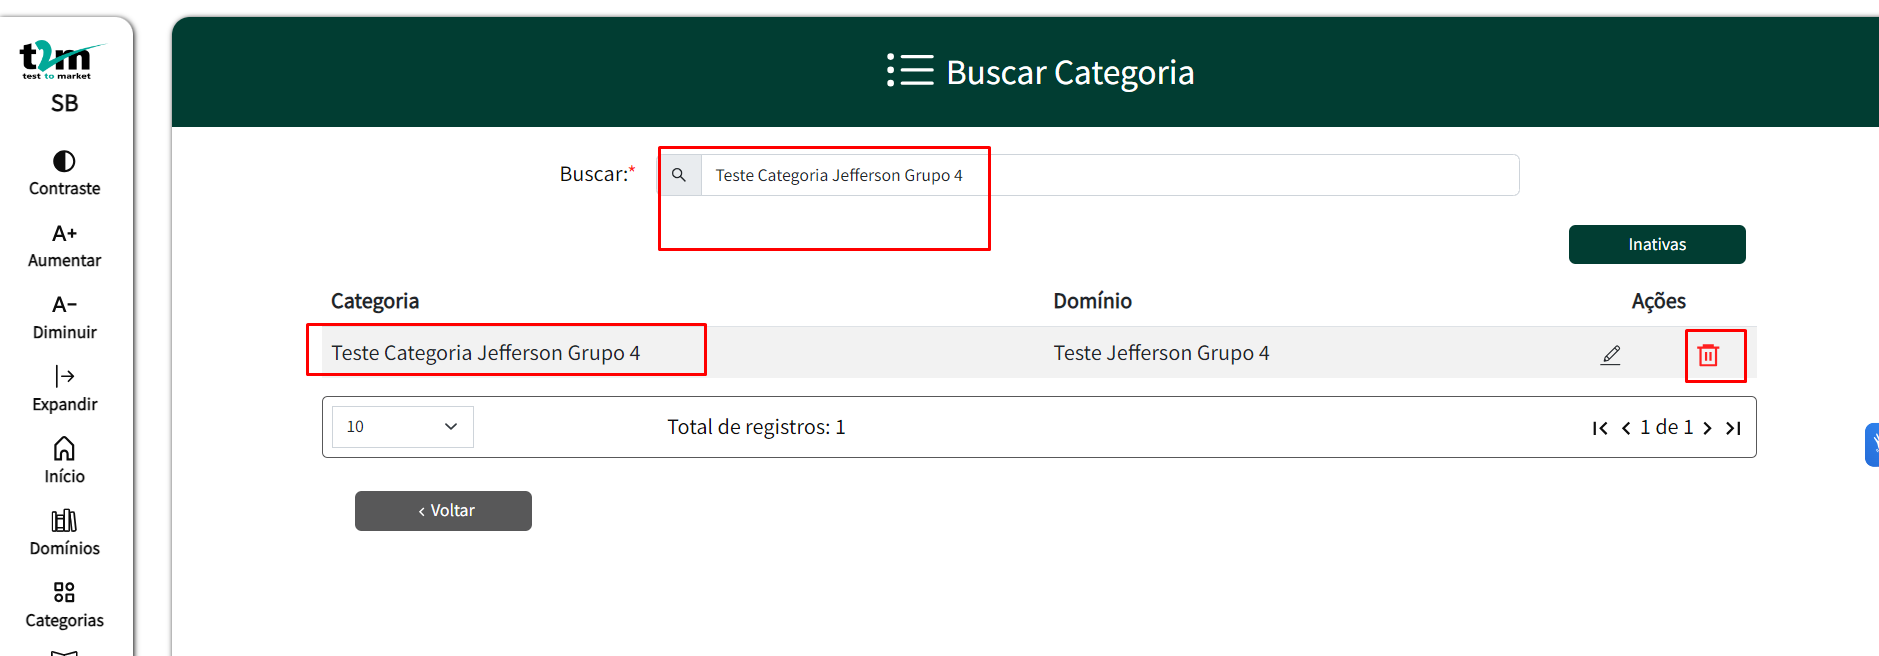 t2m
test to market
SB
Contraste
A+
Aumentar
A-
Diminuir
Expandir
Início
Domínios
Categorias
Buscar Categoria
Buscar:*
Teste Categoria Jefferson Grupo 4
Inativas
Categoria Domínio Ações
Teste Categoria Jefferson Grupo 4 Teste Jefferson Grupo 4
10 Total de registros: 1 1 de 1
‹ Voltar